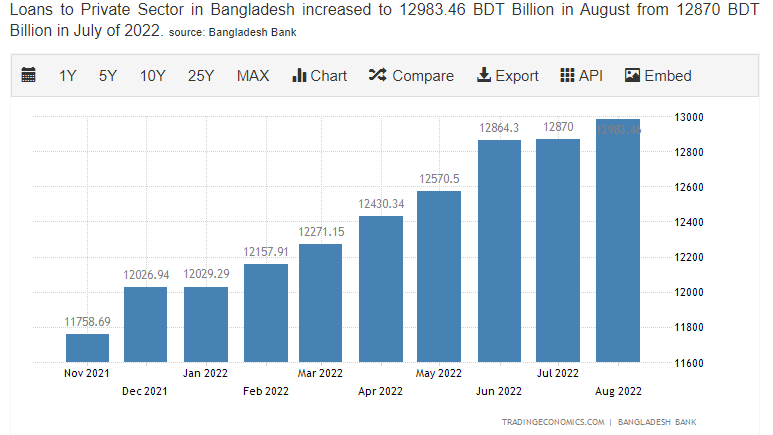 Loans to Private Sector in Bangladesh increased to 12983.46 BDT Billion in August from 12870 BDT
Billion in July of 2022. source: Bangladesh Bank
1Y 5Y 10Y 25Y MAX Chart Compare Export API Embed
13000
12800
12600
12400
12200
12000
11800
11600
11758.69
12026.94
12029.29
12157.91
12271.15
12430.34
12570.5
12864.3
12870
12983.46
Nov 2021
Dec 2021
Jan 2022
Feb 2022
Mar 2022
Apr 2022
May 2022
Jun 2022
Jul 2022
Aug 2022
TRADINGECONOMICS.COM | BANGLADESH BANK